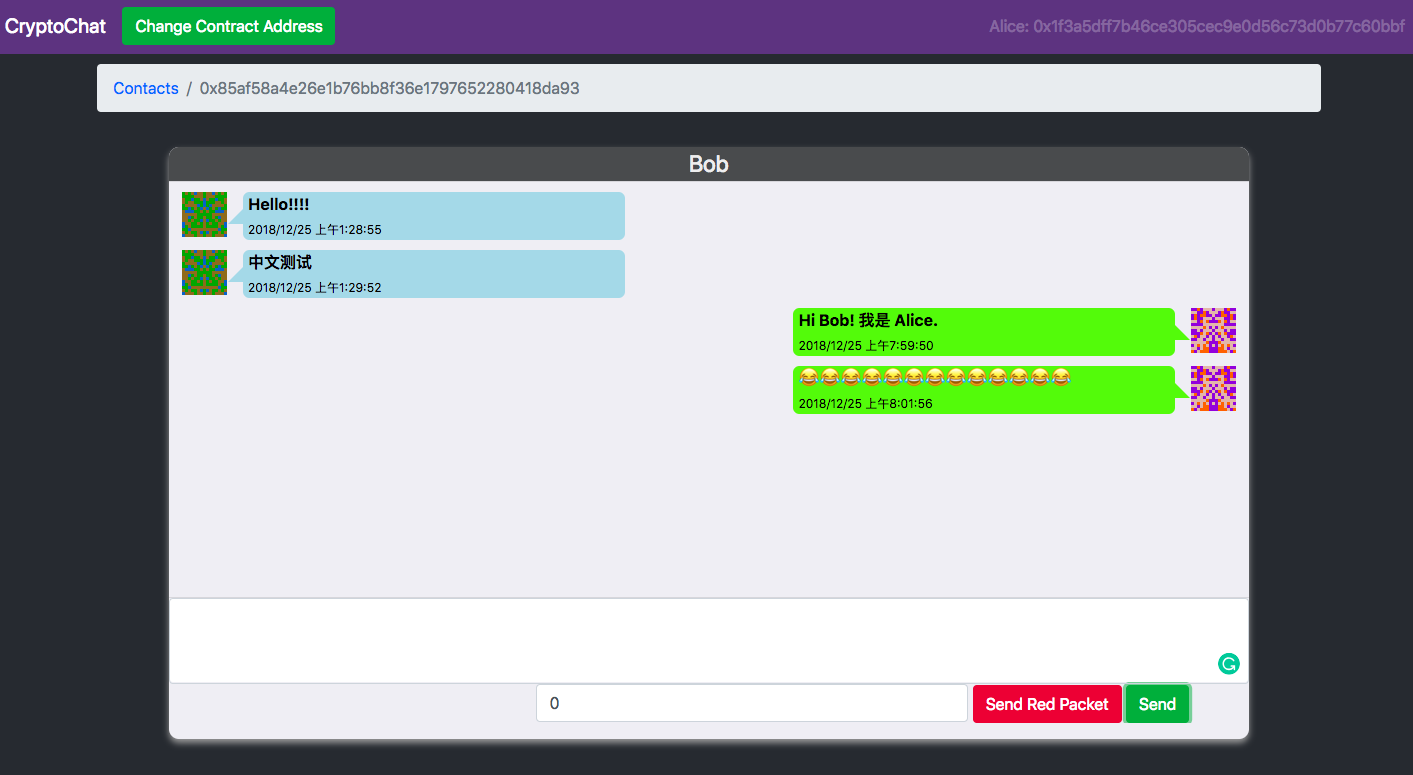 CryptoChat Change Contract Address Alice: 0x1f3a5dff7b46ce305cec9e0d56c73d0b77c60bbf
Contacts / 0x85af58a4e26e1b76bb8f36e1797652280418da93
Bob
Hello!!!!
2018/12/25 上午1:28:55
中文测试
2018/12/25 上午1:29:52
Hi Bob! 我是 Alice.
2018/12/25 上午7:59:50
😂😂😂😂😂😂😂😂😂😂😂😂😂
2018/12/25 上午8:01:56
0 Send Red Packet Send